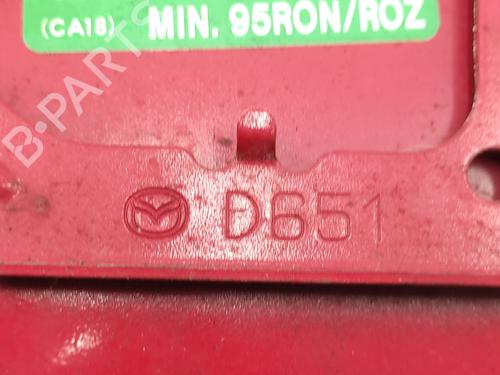 (CA18) MIN. 95RON/ROZ
B-PARTS
D651